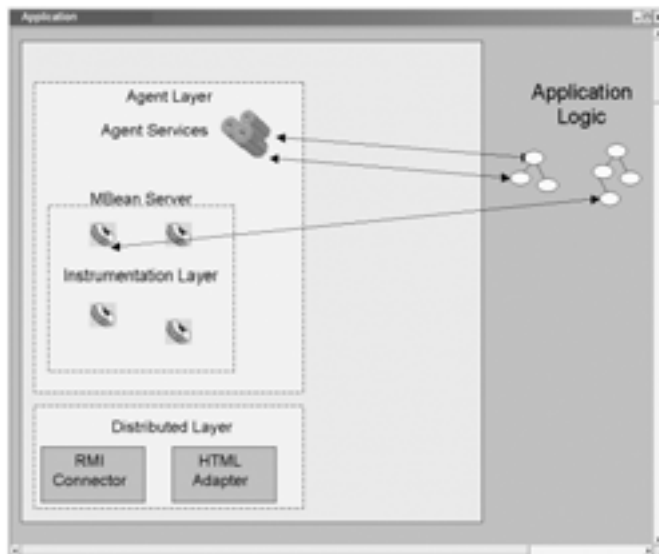 Application
Agent Layer
Agent Services
Application
Logic
MBean Server
Instrumentation Layer
Distributed Layer
RMI
Connector
HTML
Adapter